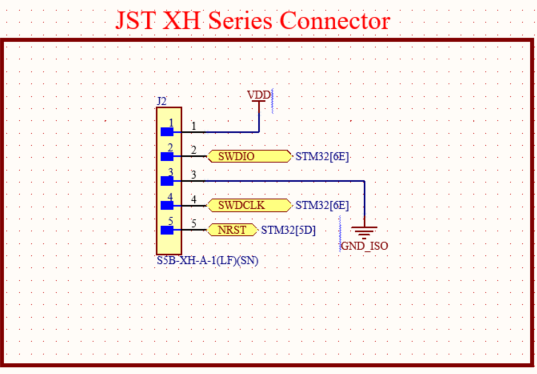 JST XH Series Connector
J2
VDD
1 1
2 2 SWDIO STM32[6E]
3 3
4 4 SWDCLK STM32[6E]
5 5 NRST STM32[5D]
GND_ISO
S5B-XH-A-1(LF)(SN)